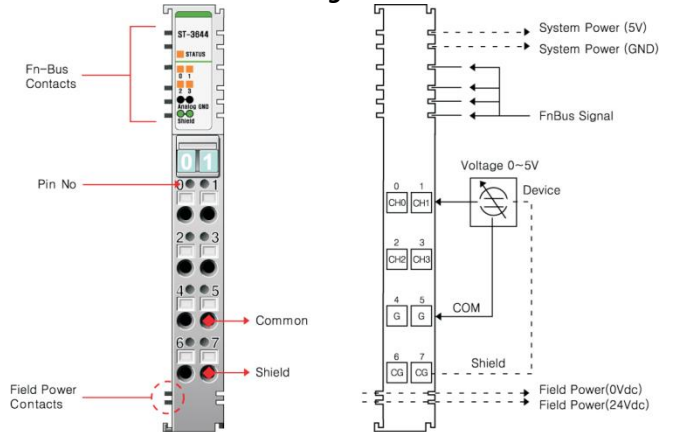 ST-3644
STATUS
0 1
2 3
Analog GND
Shield
01
Fn-Bus
Contacts
Pin No
0 1
2 3
4 5
6 7
Common
Shield
Field Power
Contacts
System Power (5V)
System Power (GND)
FnBus Signal
Voltage 0~5V
Device
0 1
CH0 CH1
2 3
CH2 CH3
4 5
G G
COM
6 7
CG CG
Shield
Field Power(0Vdc)
Field Power(24Vdc)